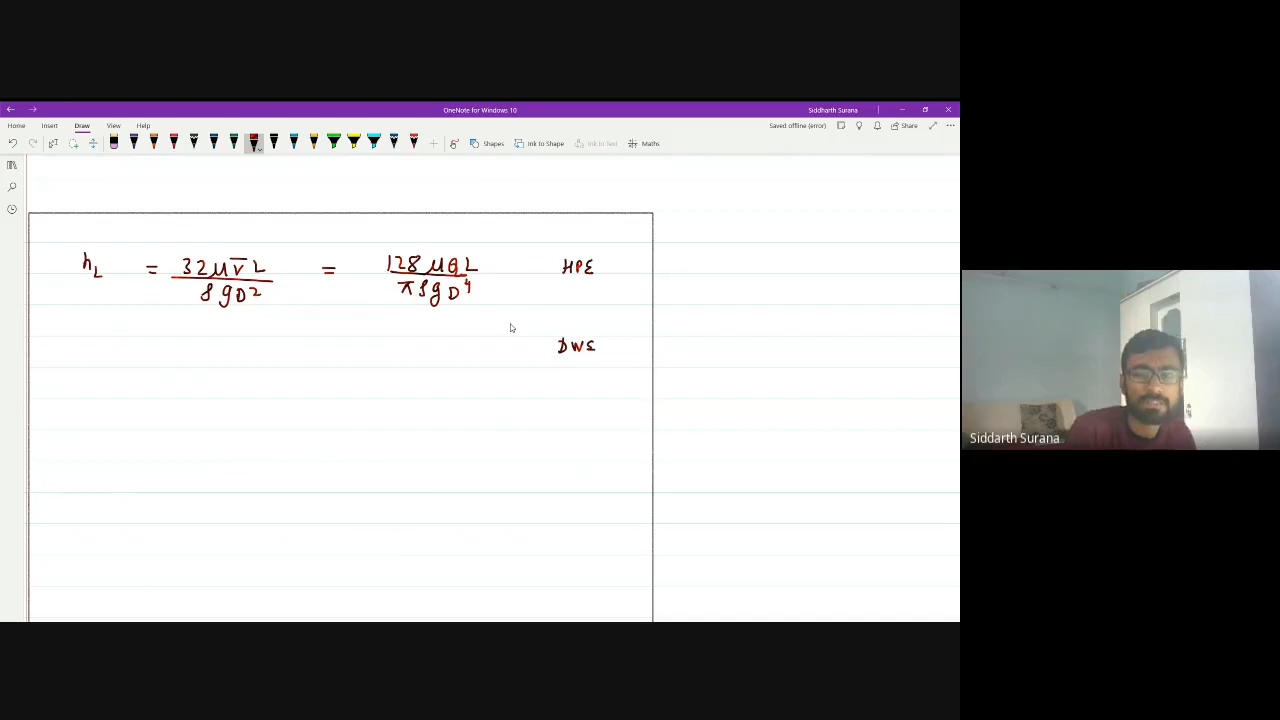 OneNote for Windows 10
Siddharth Surana
Home Insert Draw View Help
Saved offline (error) Share
Shapes Ink to Shape Ink to Text Maths
h_L = 32μv̅L / ρgD² = 128μQL / πρgD⁴ HPE
DWE
Siddarth Surana